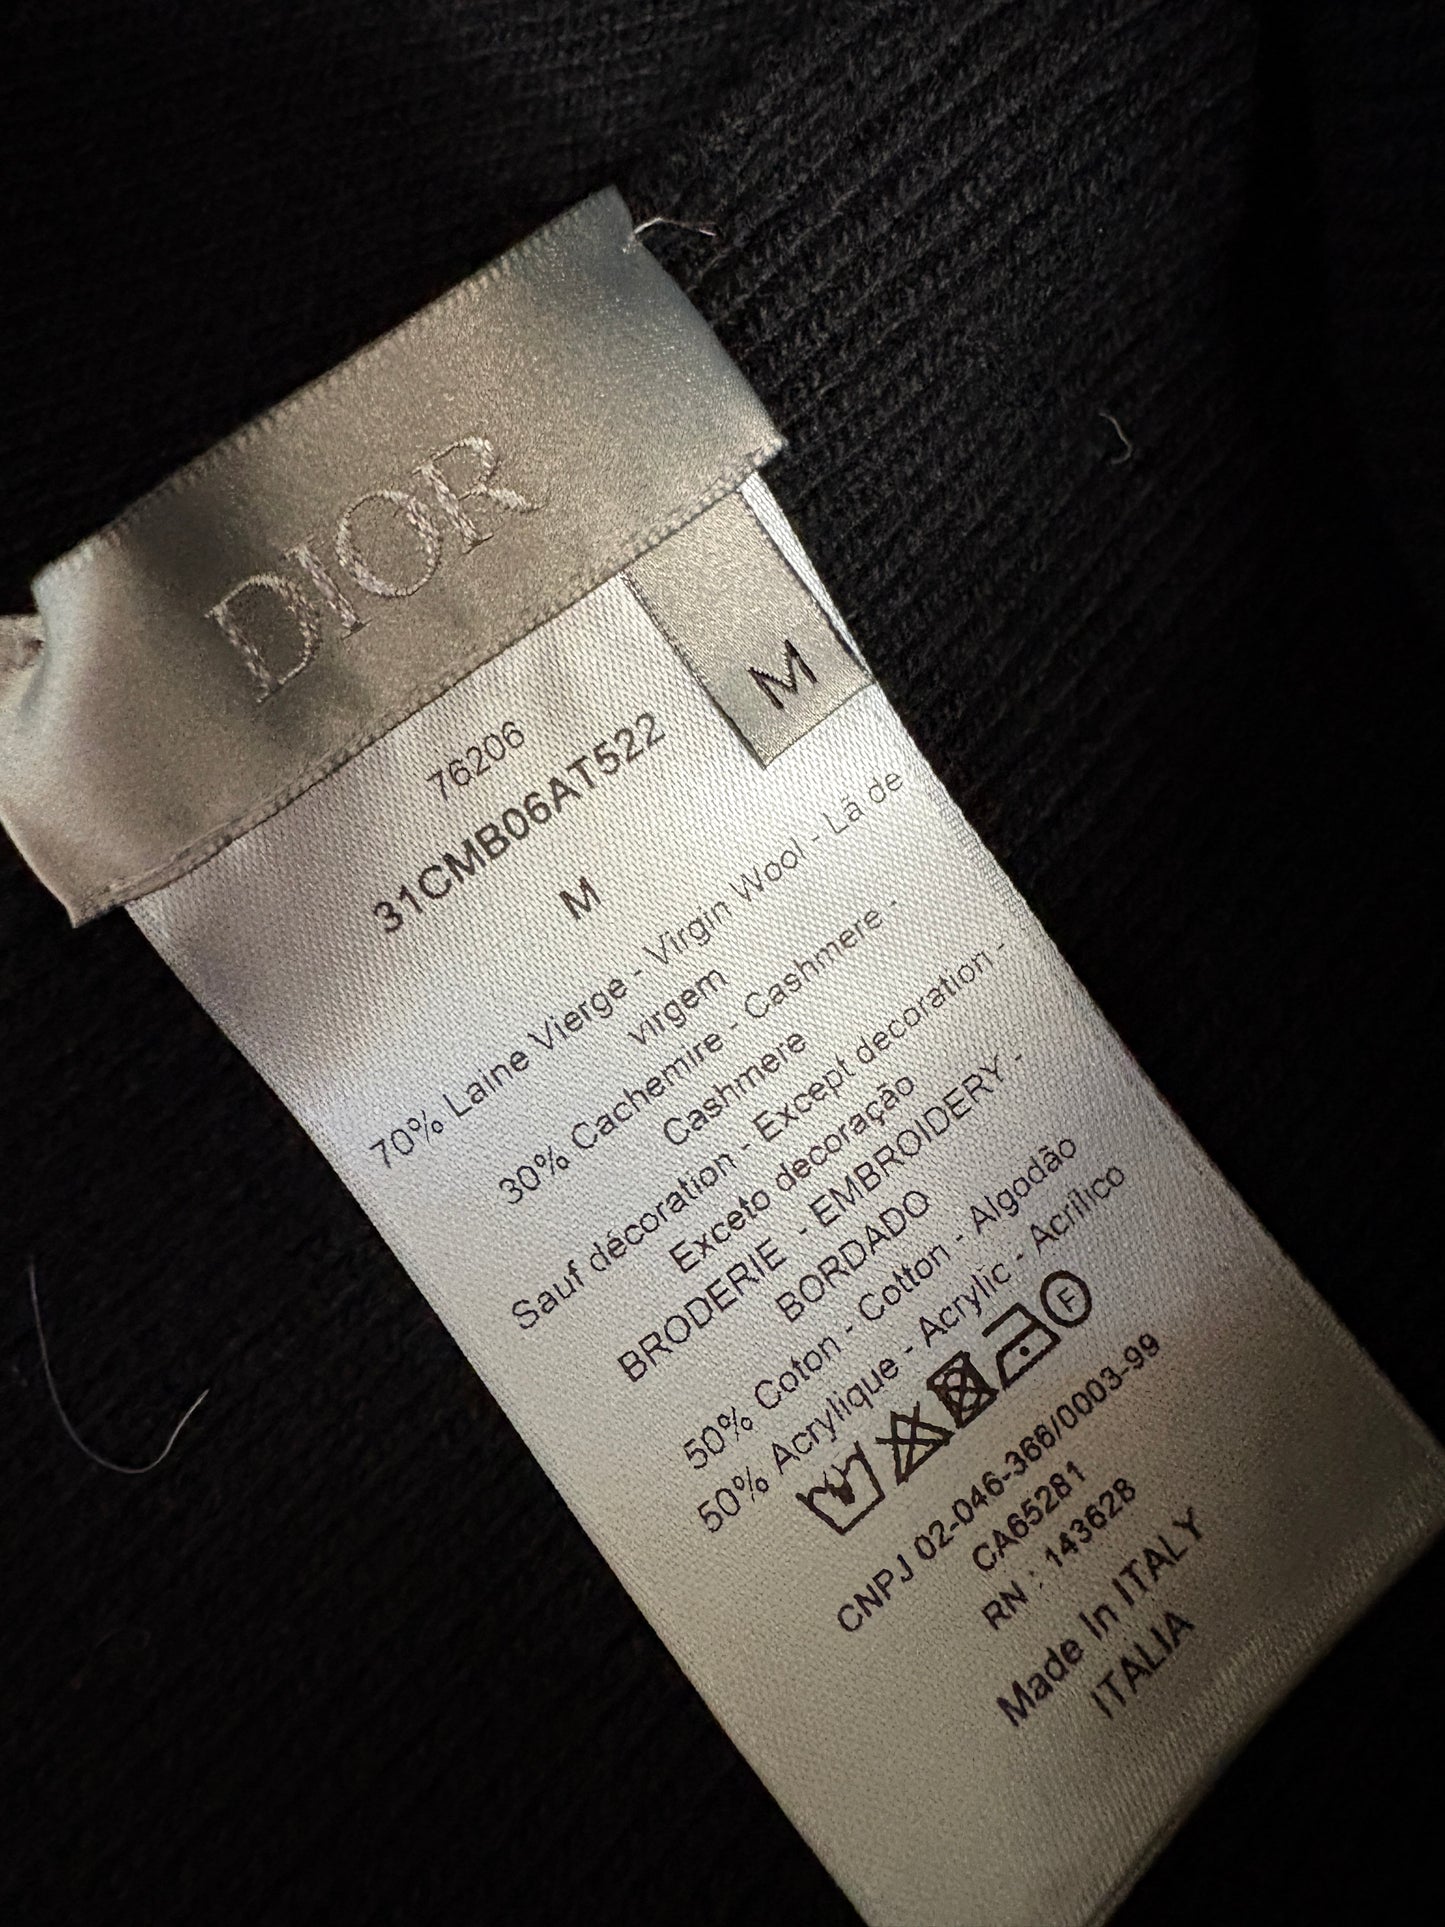 DIOR
M
76206
31CMB06AT522
M
70% Laine Vierge - Virgin Wool - Lã de
virgem
30% Cachemire - Cashmere -
Cashmere
Sauf décoration - Except decoration -
Exceto decoração
BRODERIE - EMBROIDERY -
BORDADO
50% Coton - Cotton - Algodão
50% Acrylique - Acrylic - Acrilico
F
CNPJ 02-046-366/0003-99
CA65281
RN : 143628
Made In ITALY
ITALIA